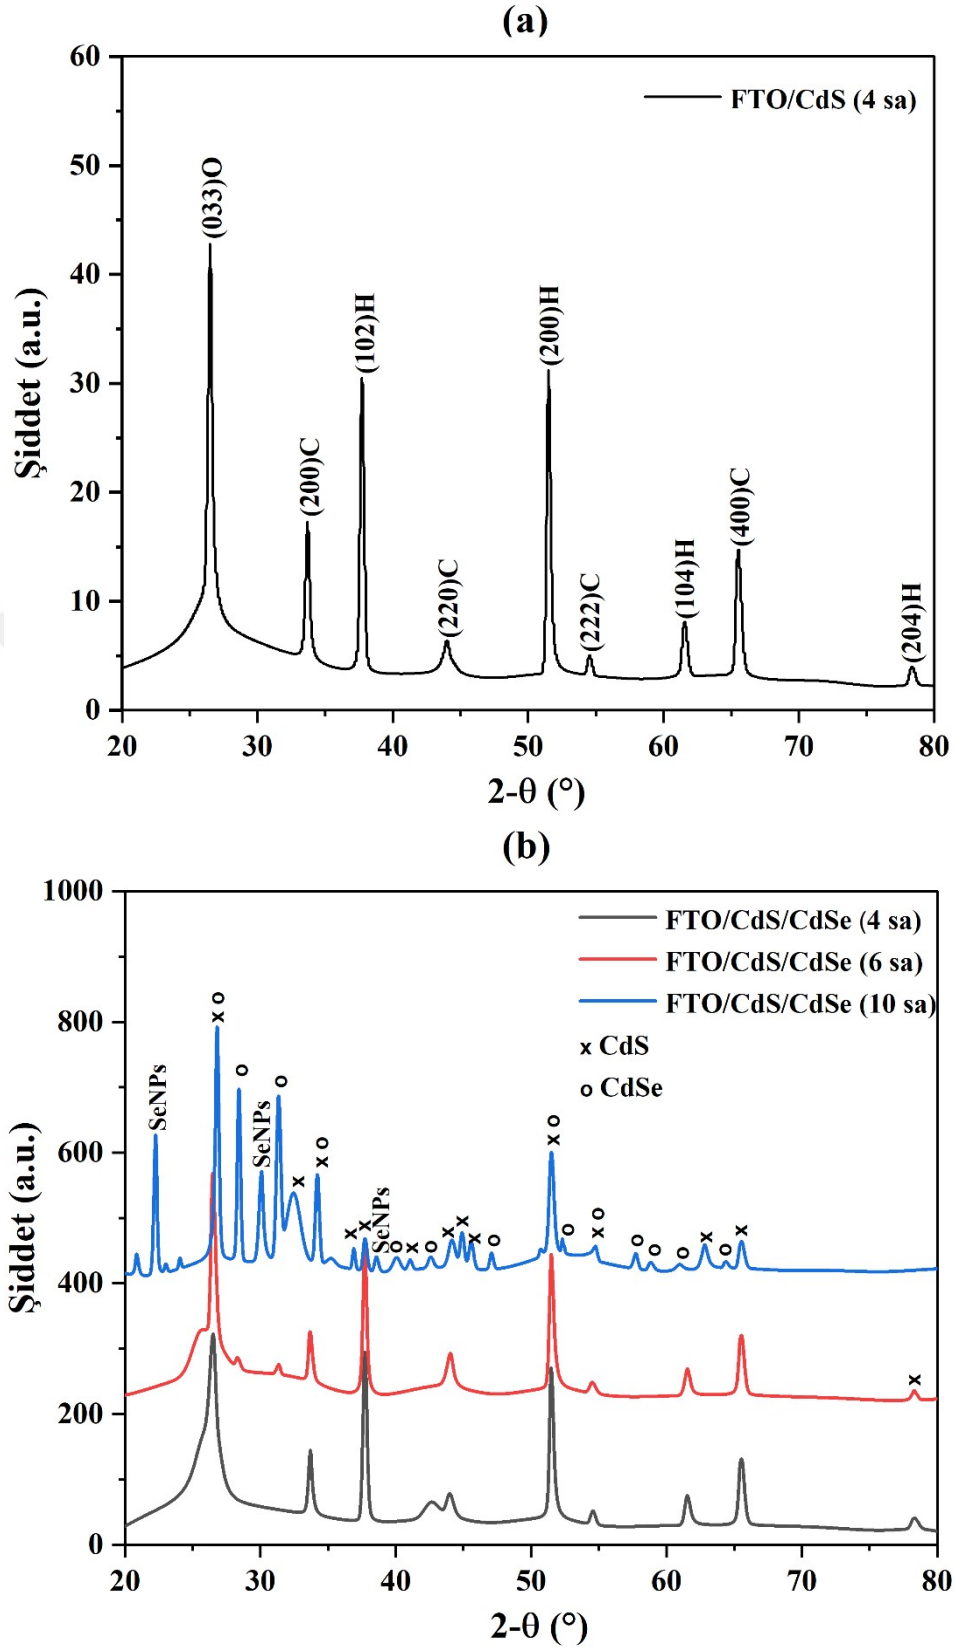 (a)
60
50
40
30
20
10
0
Şiddet (a.u.)
FTO/CdS (4 sa)
(033)O
(200)C
(102)H
(220)C
(200)H
(222)C
(104)H
(400)C
(204)H
20 30 40 50 60 70 80
2-θ (°)
(b)
1000
800
600
400
200
0
Şiddet (a.u.)
FTO/CdS/CdSe (4 sa)
FTO/CdS/CdSe (6 sa)
FTO/CdS/CdSe (10 sa)
x CdS
o CdSe
SeNPs
x o
o
SeNPs
o
x
x o
x
x
SeNPs
o
x
o
x
x
x
o
x o
o
x o
o
o
o
x
o
x
x
20 30 40 50 60 70 80
2-θ (°)